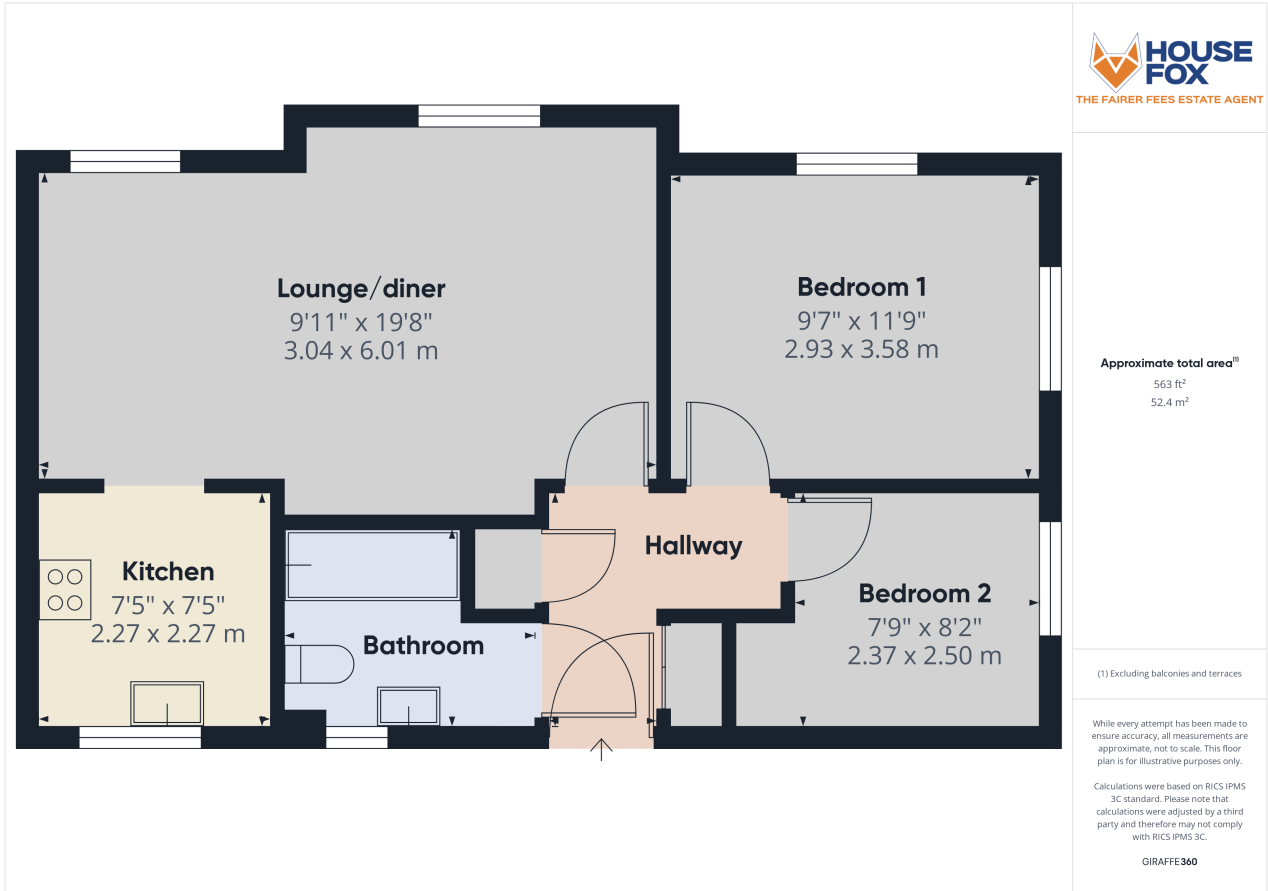 HOUSE
FOX
THE FAIRER FEES ESTATE AGENT
Lounge/diner
9'11" x 19'8"
3.04 x 6.01 m
Bedroom 1
9'7" x 11'9"
2.93 x 3.58 m
Kitchen
7'5" x 7'5"
2.27 x 2.27 m
Bathroom
Hallway
Bedroom 2
7'9" x 8'2"
2.37 x 2.50 m
Approximate total area(1)
563 ft²
52.4 m²
(1) Excluding balconies and terraces
While every attempt has been made to
ensure accuracy, all measurements are
approximate, not to scale. This floor
plan is for illustrative purposes only.
Calculations were based on RICS IPMS
3C standard. Please note that
calculations were adjusted by a third
party and therefore may not comply
with RICS IPMS 3C.
GIRAFFE360